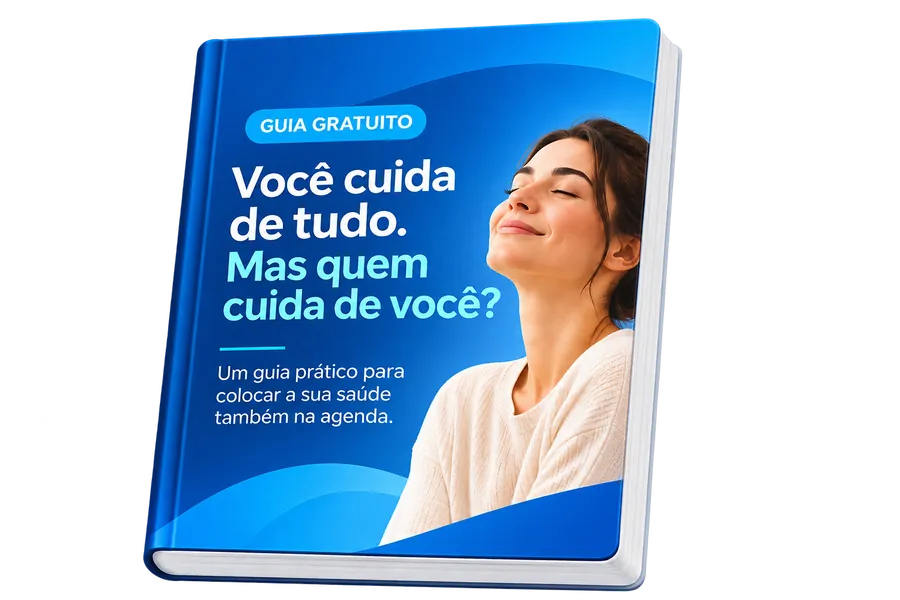 GUIA GRATUITO
Você cuida
de tudo.
Mas quem
cuida de você?
Um guia prático para
colocar a sua saúde
também na agenda.